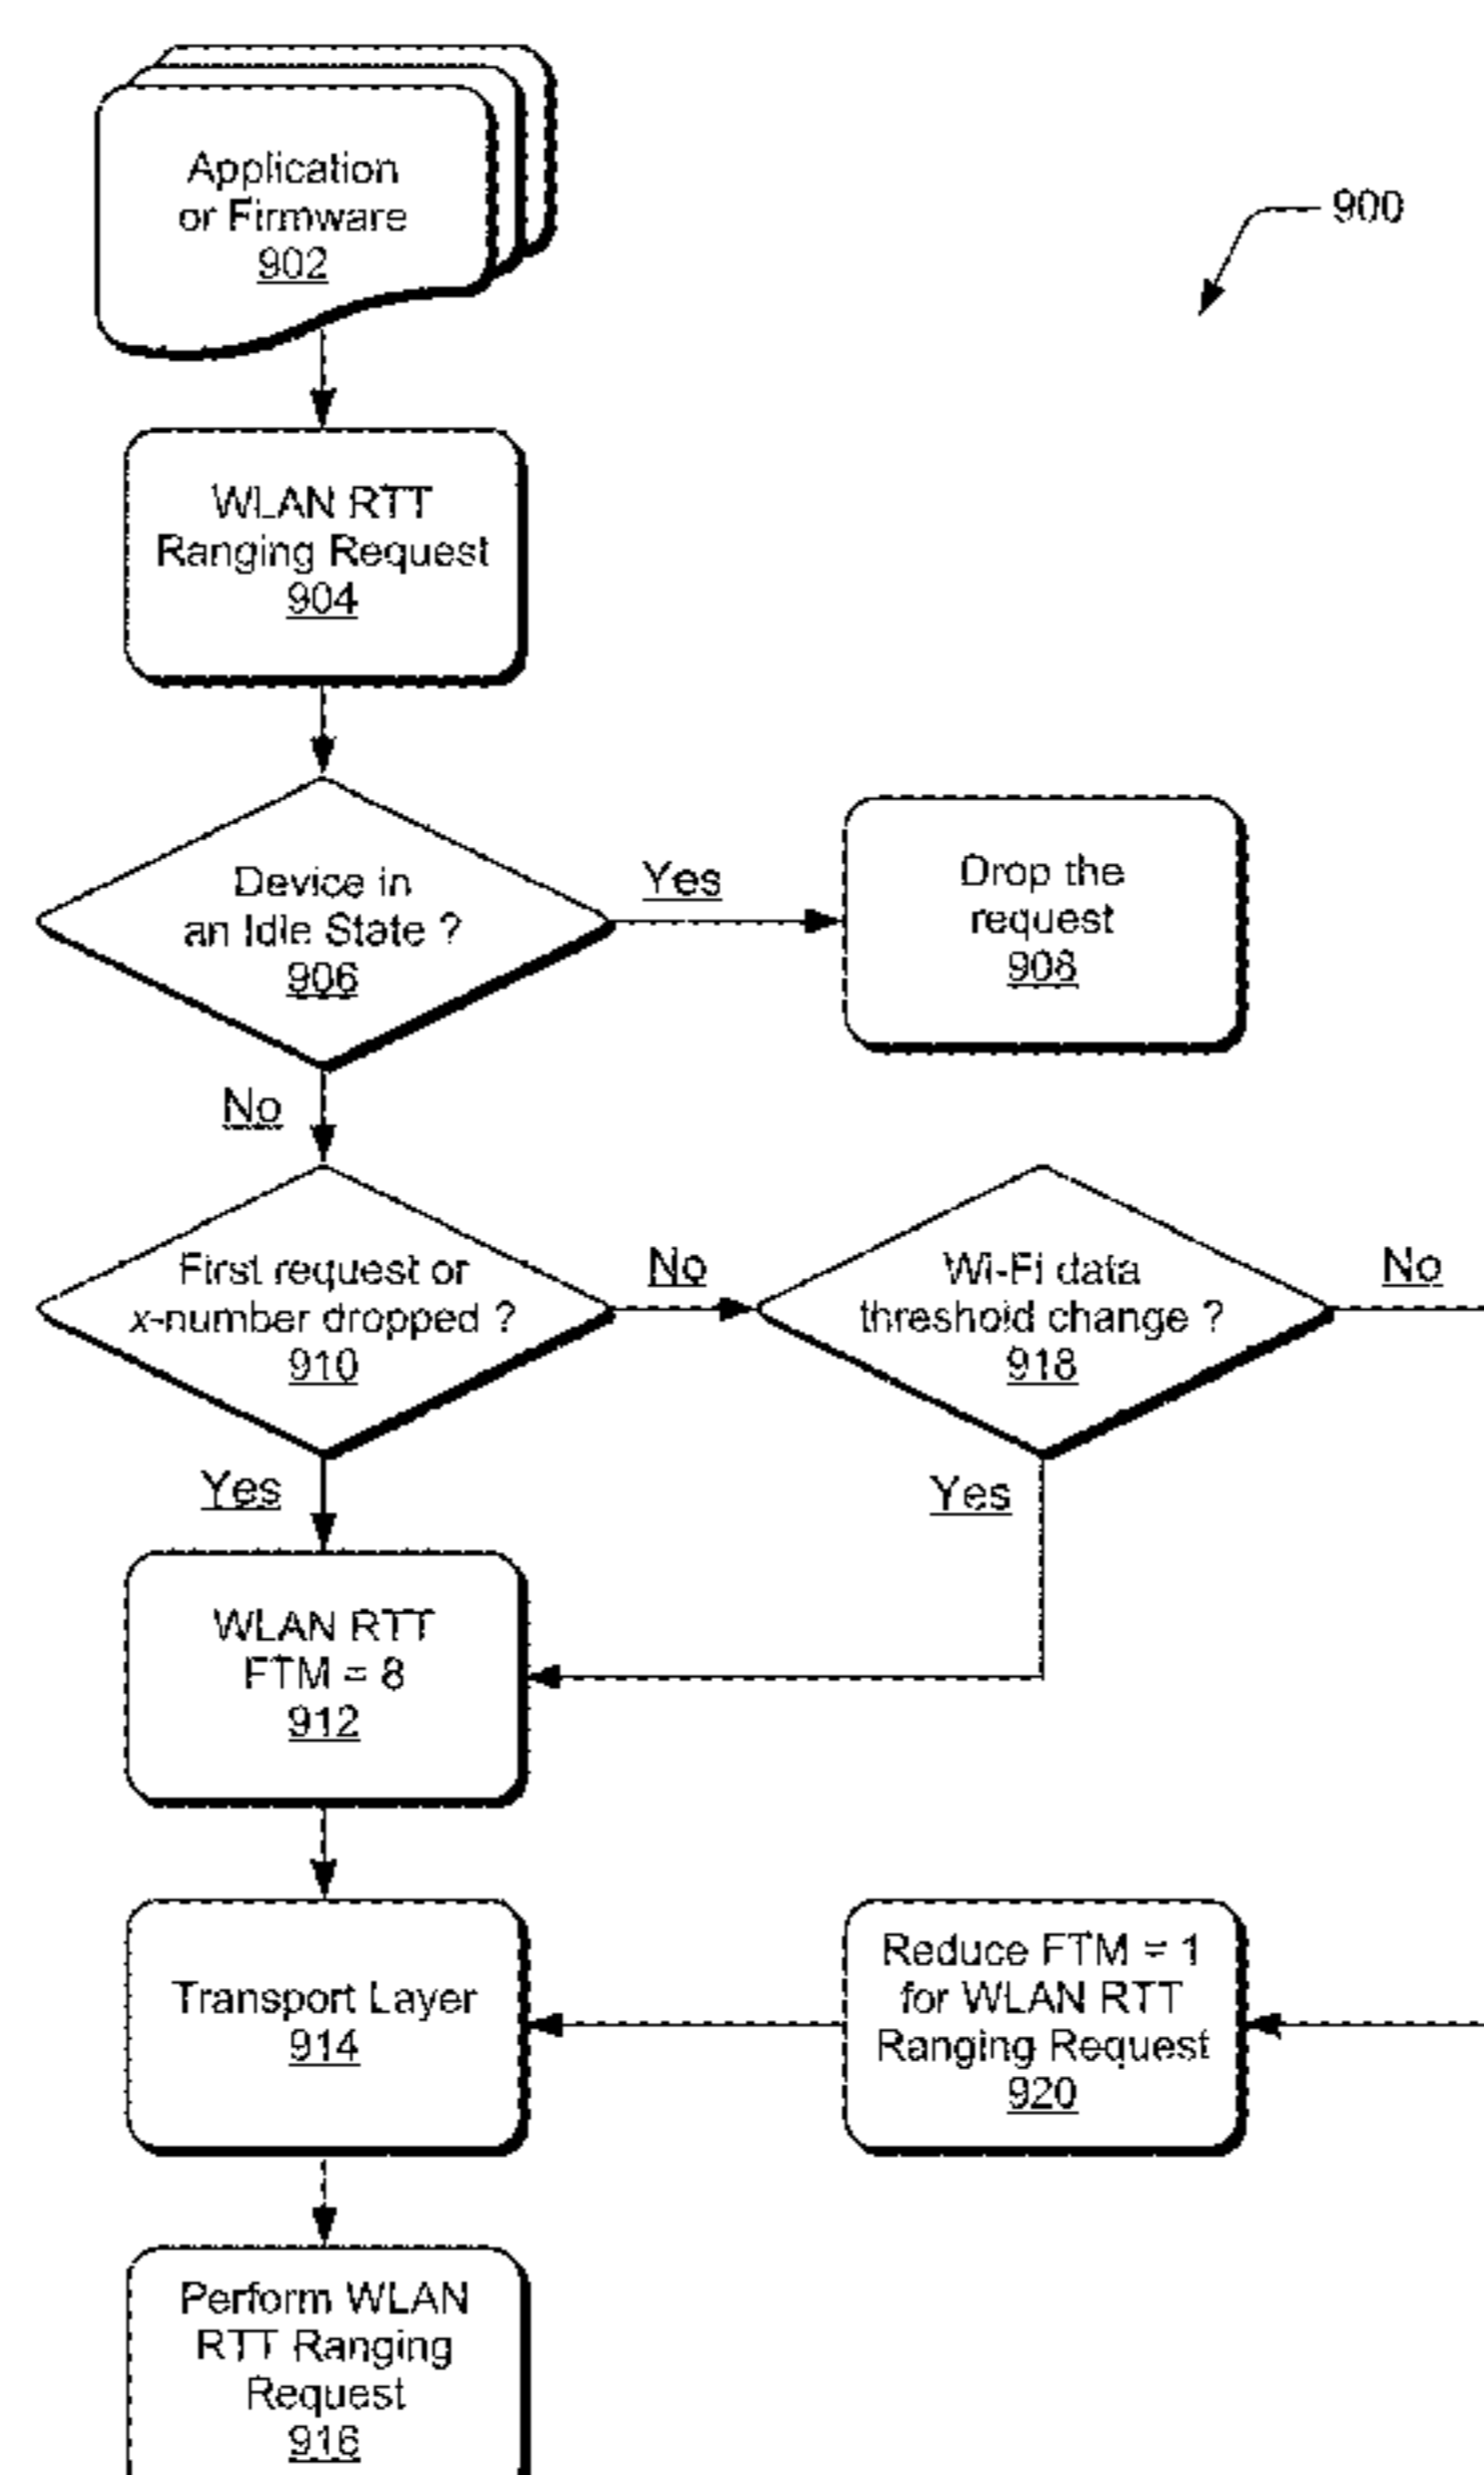 Application
or Firmware
902
900
WLAN RTT
Ranging Request
904
Device in
an Idle State ?
906
Yes
Drop the
request
908
No
First request or
x-number dropped ?
910
No
Wi-Fi data
threshold change ?
918
No
Yes
Yes
WLAN RTT
FTM = 8
912
Transport Layer
914
Reduce FTM = 1
for WLAN RTT
Ranging Request
920
Perform WLAN
RTT Ranging
Request
916